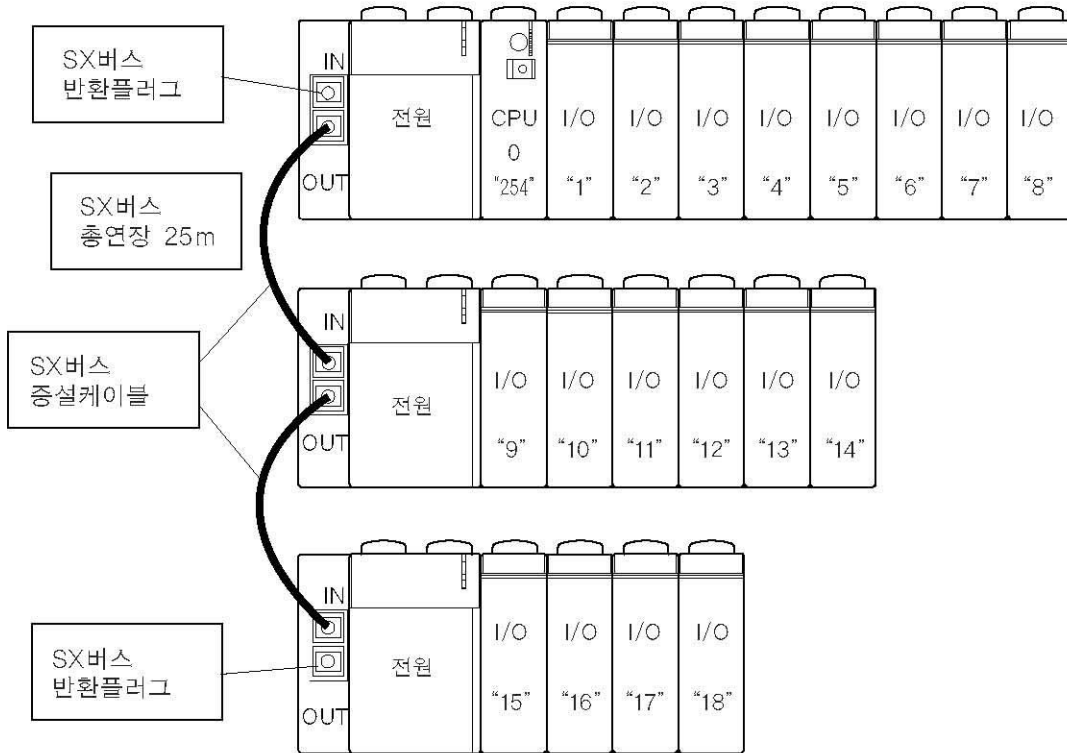 SX버스
반환플러그
IN
전원
CPU
0
“254”
I/O
“1”
I/O
“2”
I/O
“3”
I/O
“4”
I/O
“5”
I/O
“6”
I/O
“7”
I/O
“8”
OUT
SX버스
총연장 25m
SX버스
증설케이블
IN
전원
I/O
“9”
I/O
“10”
I/O
“11”
I/O
“12”
I/O
“13”
I/O
“14”
OUT
IN
전원
I/O
“15”
I/O
“16”
I/O
“17”
I/O
“18”
OUT
SX버스
반환플러그